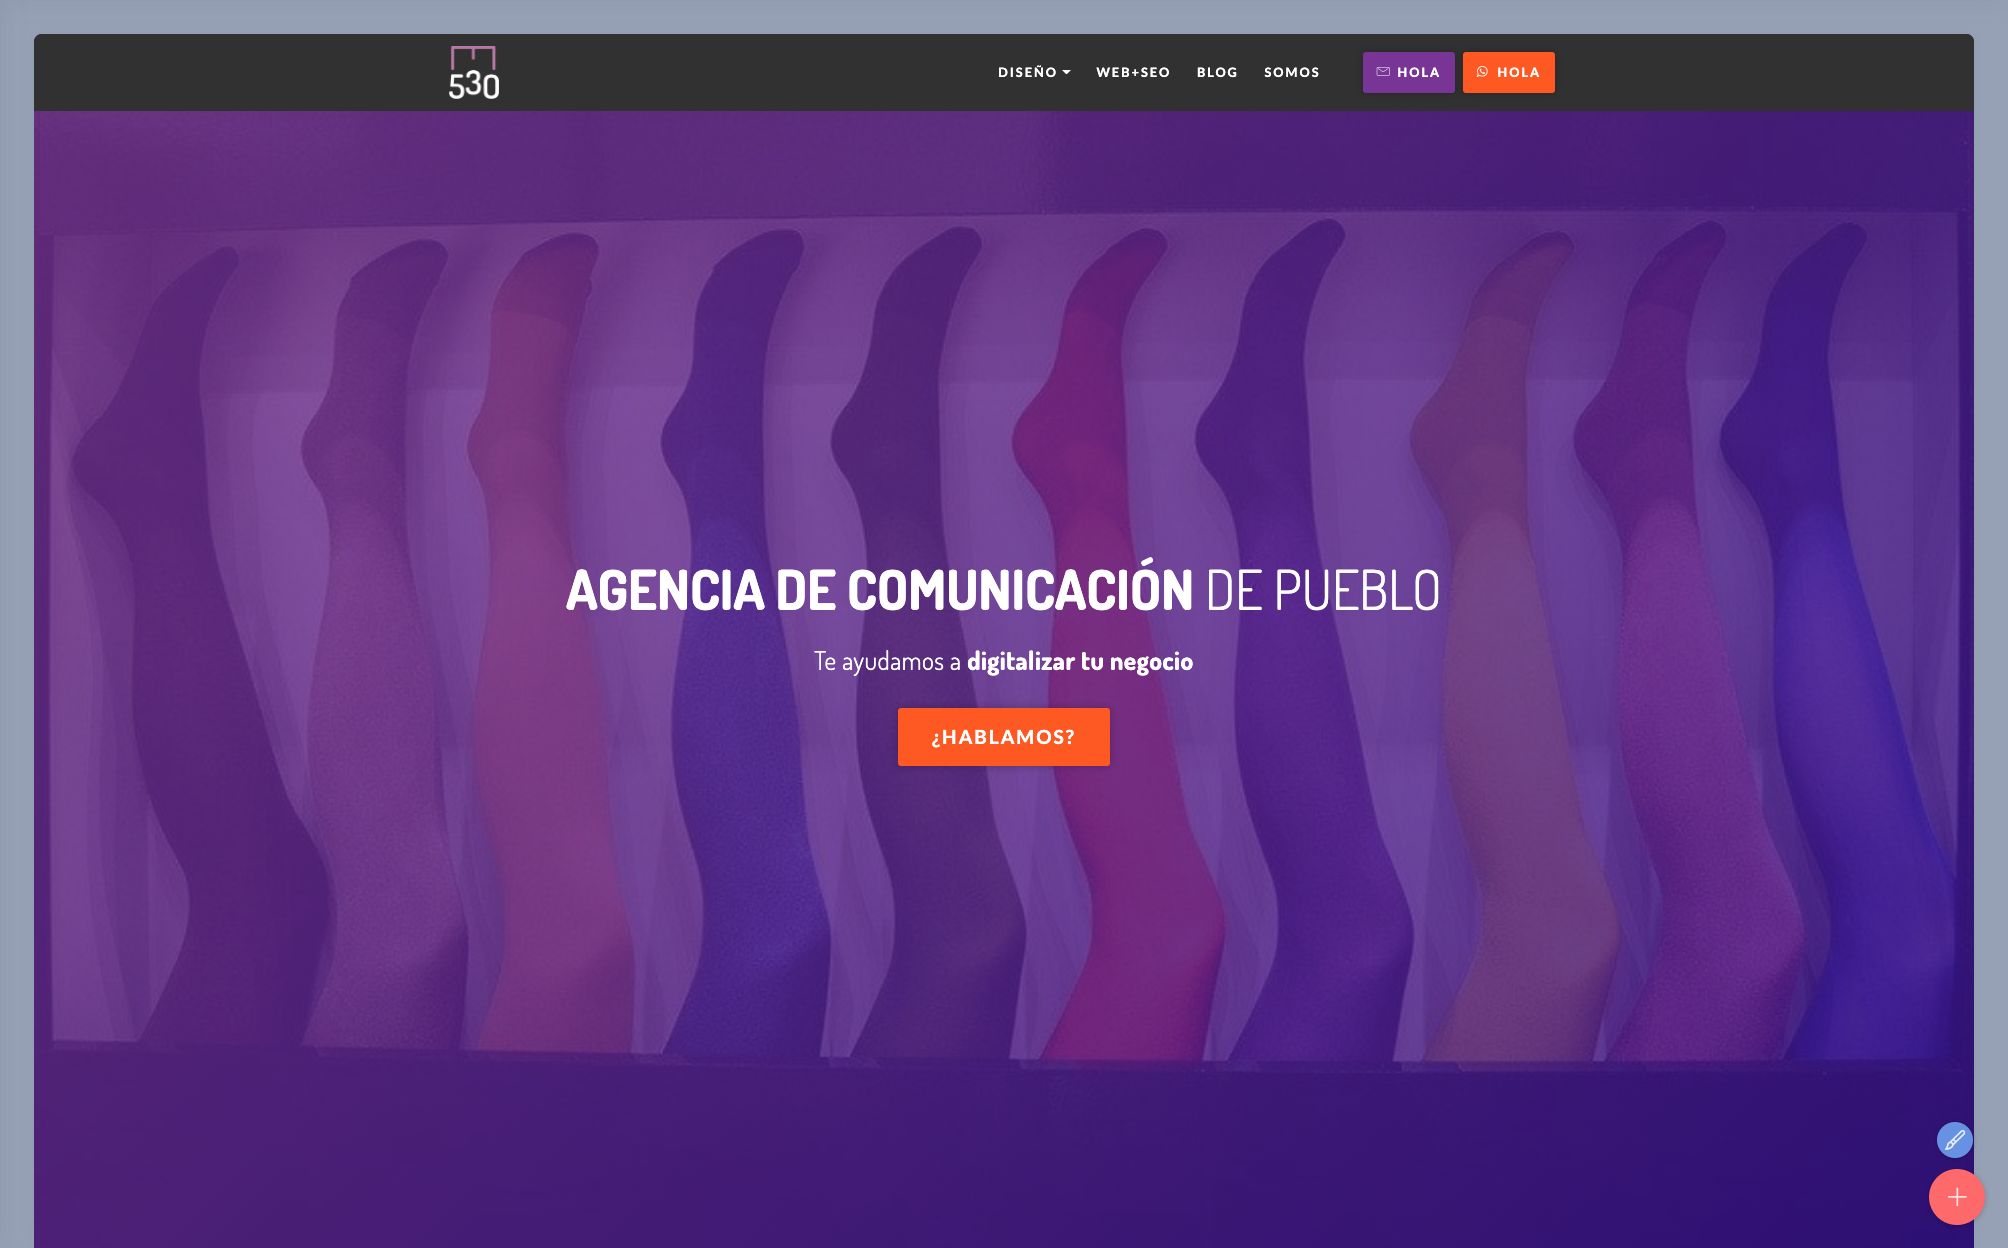 530
DISEÑO WEB+SEO BLOG SOMOS HOLA HOLA
AGENCIA DE COMUNICACIÓN DE PUEBLO
Te ayudamos a digitalizar tu negocio
¿HABLAMOS?